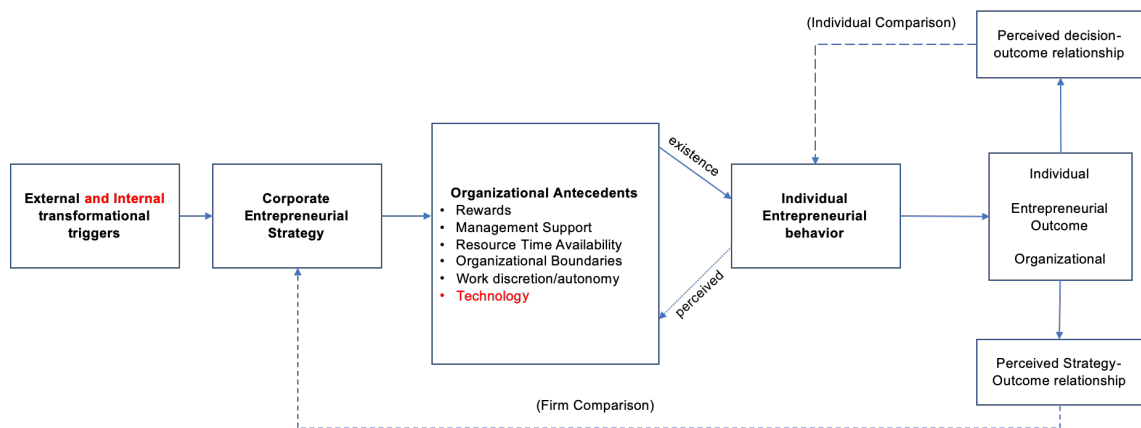 (Individual Comparison)
Perceived decision-
outcome relationship
External and Internal
transformational
triggers
Corporate
Entrepreneurial
Strategy
Organizational Antecedents
• Rewards
• Management Support
• Resource Time Availability
• Organizational Boundaries
• Work discretion/autonomy
• Technology
existence
perceived
Individual
Entrepreneurial
behavior
Individual
Entrepreneurial
Outcome
Organizational
Perceived Strategy-
Outcome relationship
(Firm Comparison)